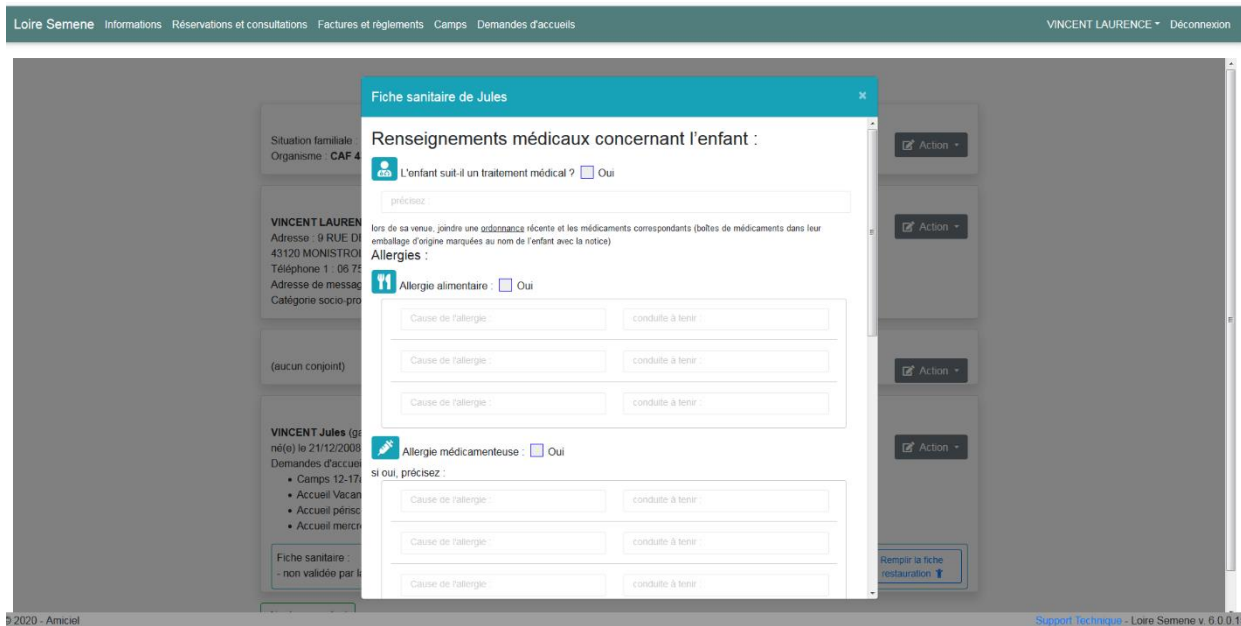 Loire Semene Informations Réservations et consultations Factures et règlements Camps Demandes d'accueils VINCENT LAURENCE Déconnexion
Fiche sanitaire de Jules ×
Situation familiale :
Organisme : CAF 4
Action
Renseignements médicaux concernant l'enfant :
L'enfant suit-il un traitement médical ? Oui
précisez :
VINCENT LAUREN
Adresse : 9 RUE DE
43120 MONISTROL
Téléphone 1 : 06 75
Adresse de messag
Catégorie socio-pro
Action
lors de sa venue, joindre une ordonnance récente et les médicaments correspondants (boîtes de médicaments dans leur
emballage d'origine marquées au nom de l'enfant avec la notice)
Allergies :
Allergie alimentaire : Oui
Cause de l'allergie : conduite à tenir :
Cause de l'allergie : conduite à tenir :
Cause de l'allergie : conduite à tenir :
(aucun conjoint)
Action
VINCENT Jules (ga
né(e) le 21/12/2008
Demandes d'accuei
• Camps 12-17a
• Accueil Vacan
• Accueil périsc
• Accueil mercre
Action
Allergie médicamenteuse : Oui
si oui, précisez :
Cause de l'allergie : conduite à tenir :
Cause de l'allergie : conduite à tenir :
Cause de l'allergie : conduite à tenir :
Fiche sanitaire :
- non validée par la
Remplir la fiche
restauration
© 2020 - Amiciel
Support Technique - Loire Semene v. 6.0.0.1